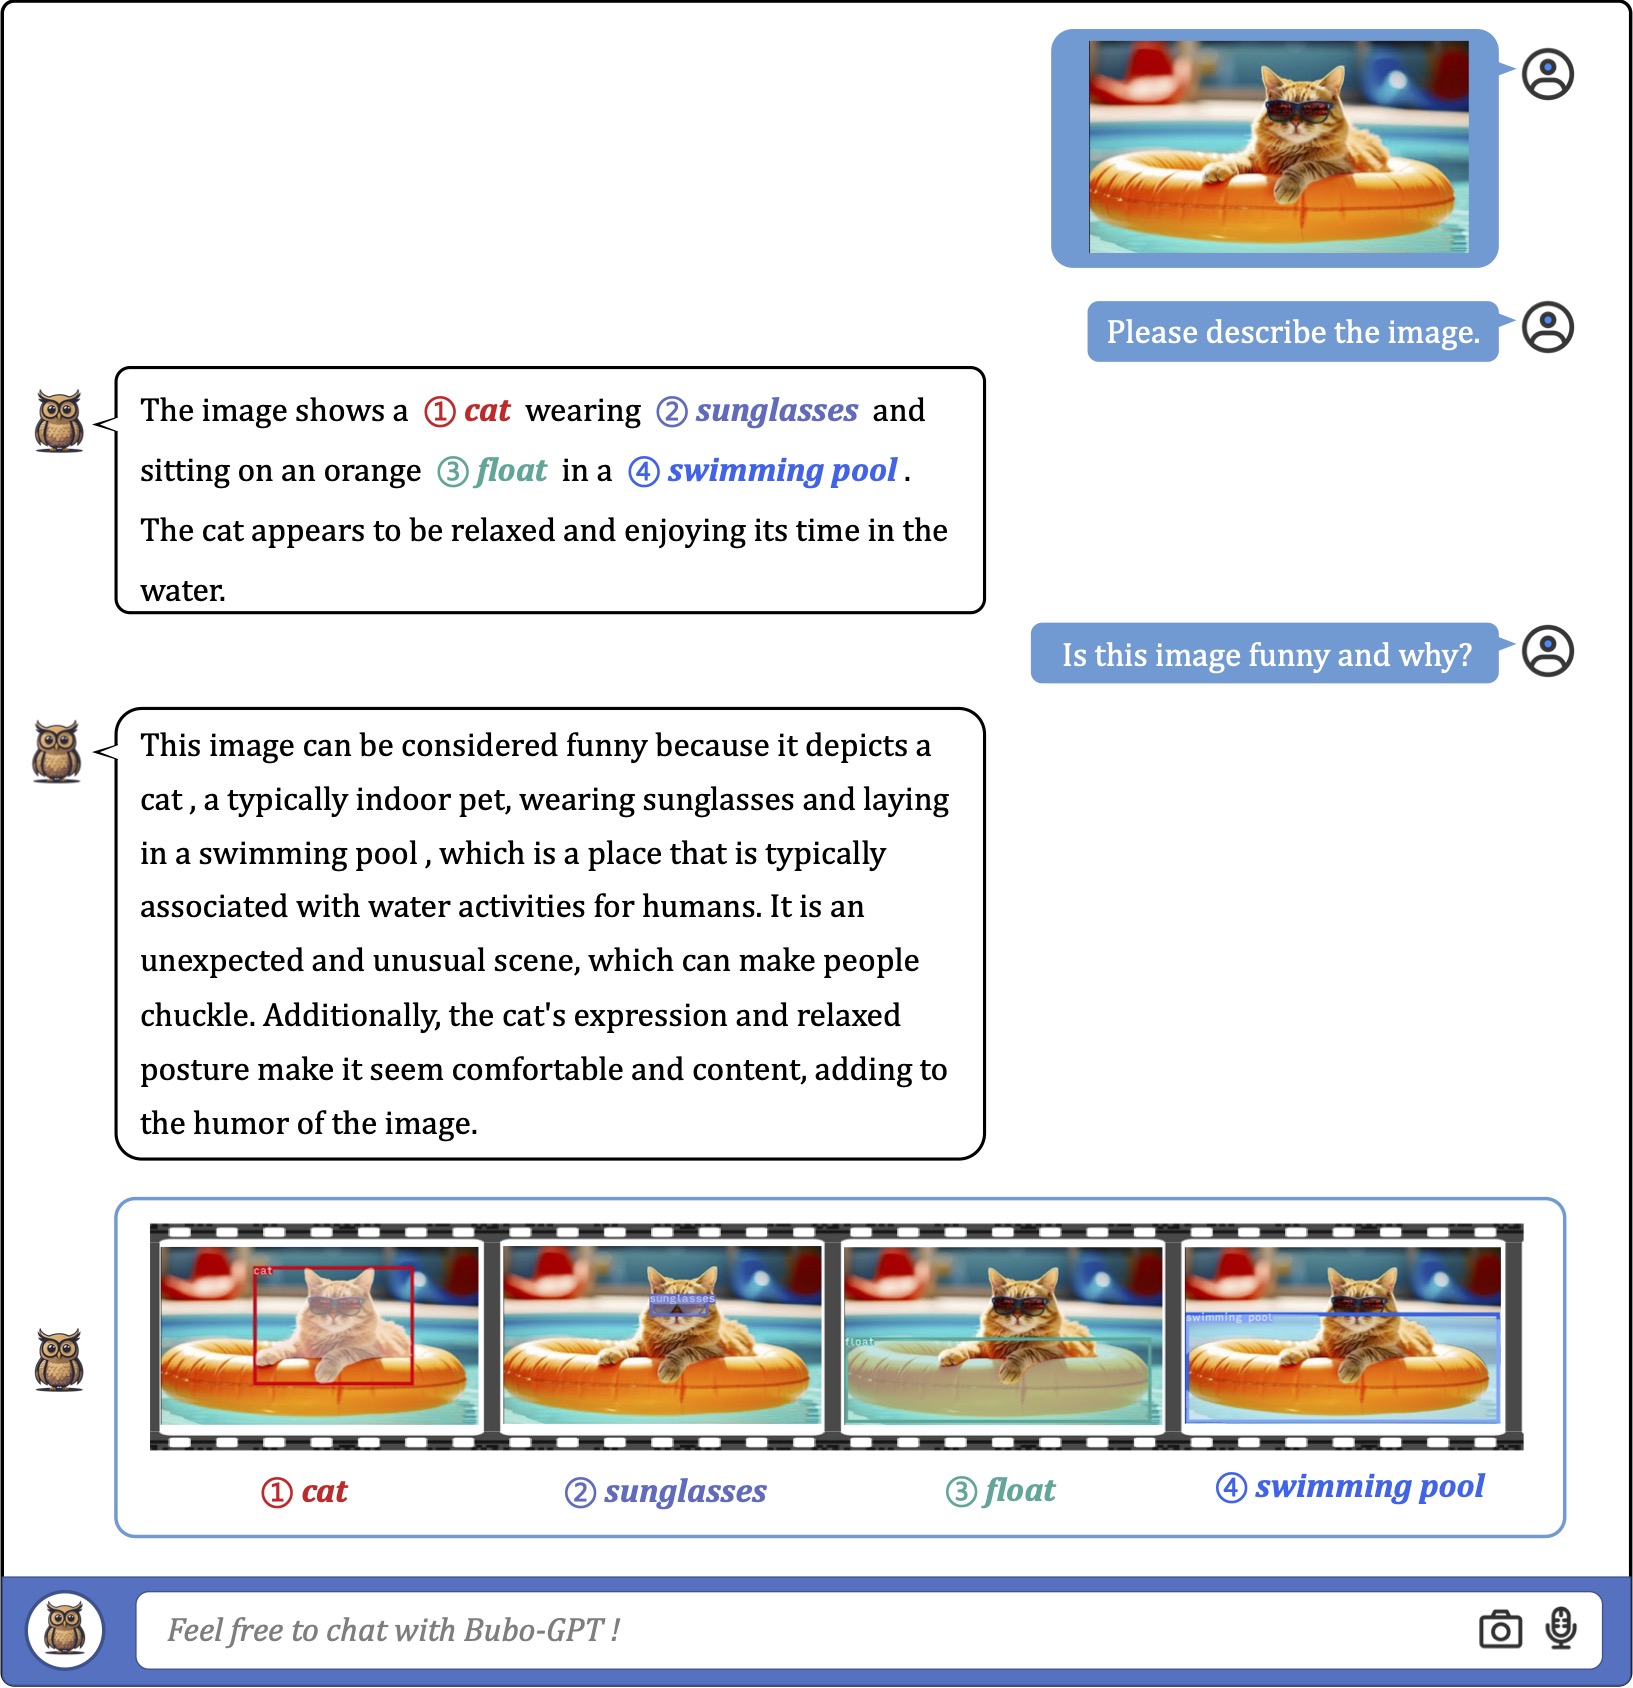 Please describe the image.
The image shows a ① cat wearing ② sunglasses and
sitting on an orange ③ float in a ④ swimming pool .
The cat appears to be relaxed and enjoying its time in the
water.
Is this image funny and why?
This image can be considered funny because it depicts a
cat , a typically indoor pet, wearing sunglasses and laying
in a swimming pool , which is a place that is typically
associated with water activities for humans. It is an
unexpected and unusual scene, which can make people
chuckle. Additionally, the cat's expression and relaxed
posture make it seem comfortable and content, adding to
the humor of the image.
cat
sunglasses
float
swimming pool
① cat
② sunglasses
③ float
④ swimming pool
Feel free to chat with Bubo-GPT !